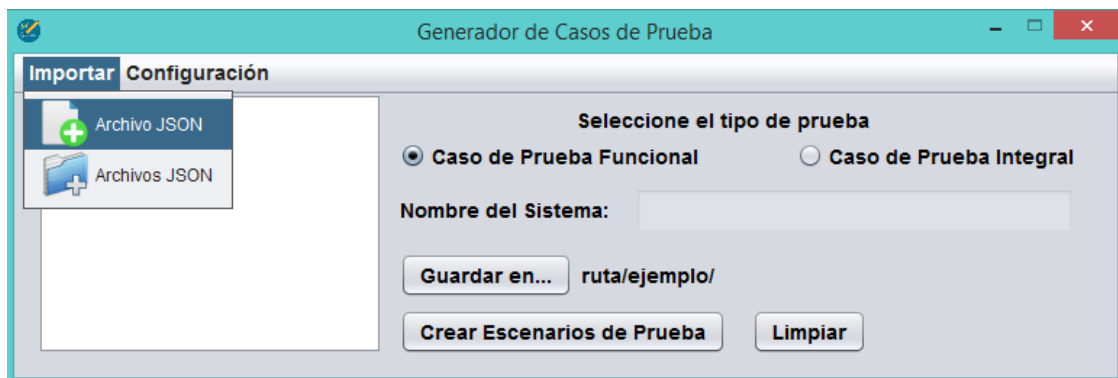 Generador de Casos de Prueba
Importar Configuración
Archivo JSON
Archivos JSON
Seleccione el tipo de prueba
Caso de Prueba Funcional Caso de Prueba Integral
Nombre del Sistema:
Guardar en... ruta/ejemplo/
Crear Escenarios de Prueba Limpiar